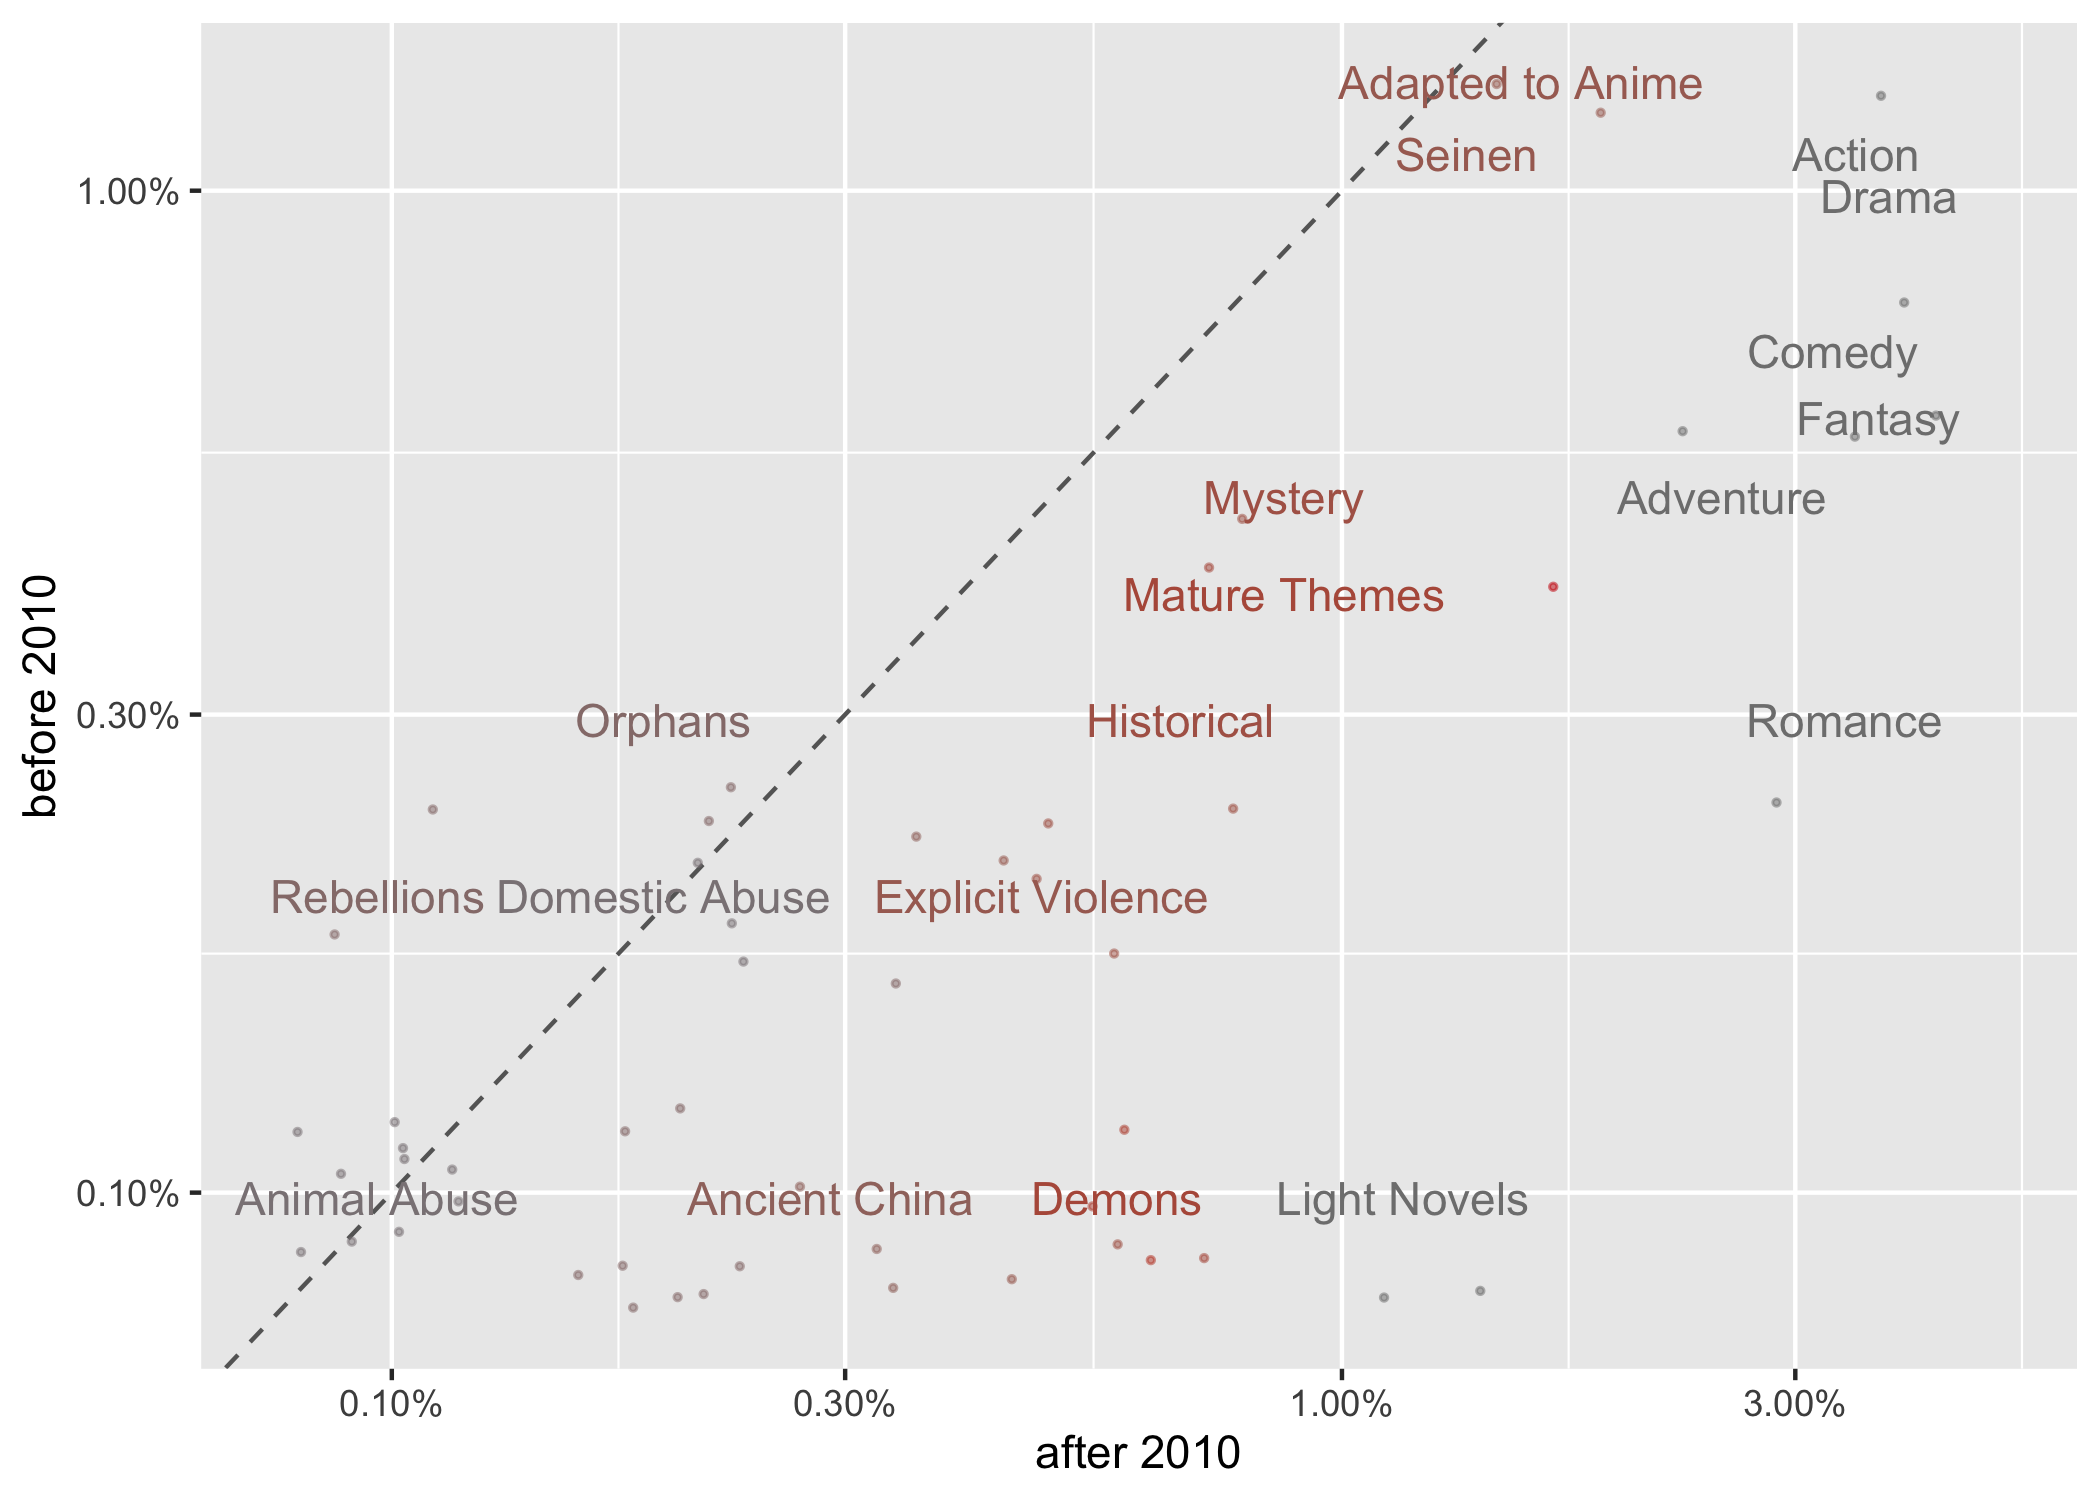 Adapted to Anime
Seinen
Action
1.00%
Drama
Comedy
Fantasy
Mystery
Adventure
Mature Themes
before 2010
0.30%
Orphans
Historical
Romance
Rebellions
Domestic Abuse
Explicit Violence
0.10%
Animal Abuse
Ancient China
Demons
Light Novels
0.10%
0.30%
1.00%
3.00%
after 2010